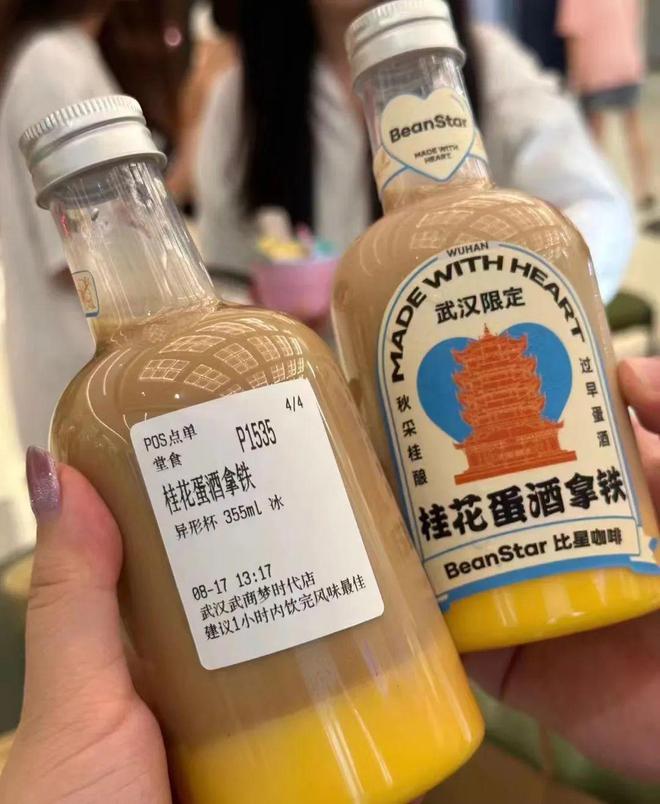 POS点单
4/4
堂食
P1535
桂花蛋酒拿铁
异形杯 355ml 冰
08-17 13:17
武汉武商梦时代店
建议1小时内饮完风味最佳
BeanStar
MADE WITH
HEART.
WUHAN
MADE WITH HEART
武汉限定
秋采桂酿
过早蛋酒
桂花蛋酒拿铁
BeanStar 比星咖啡